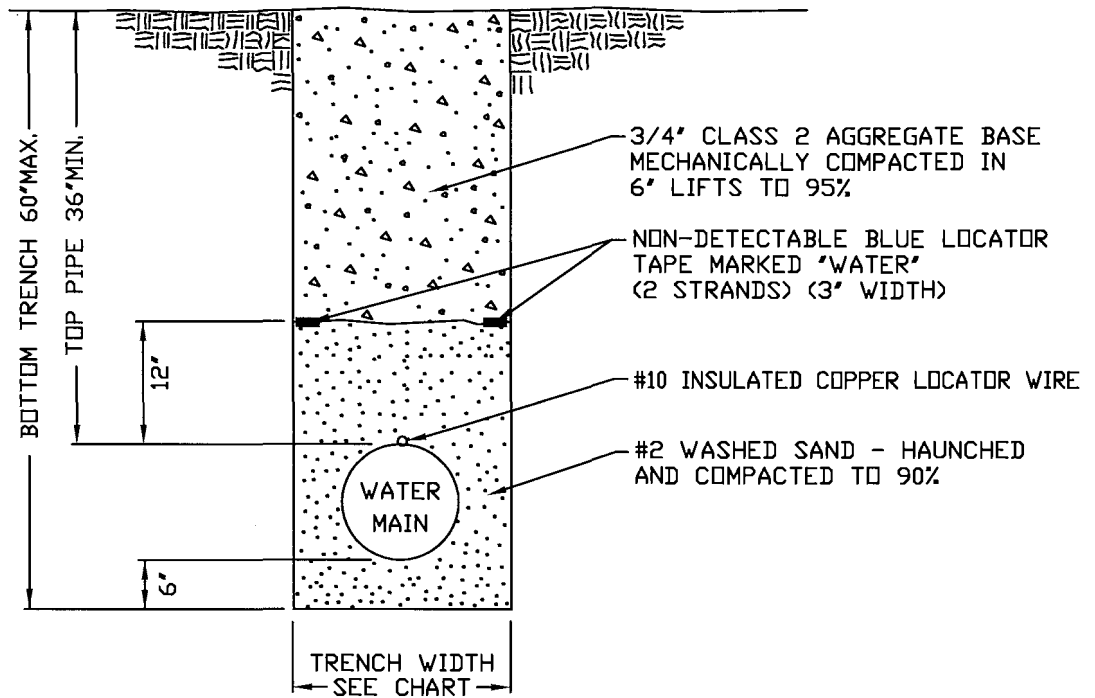 3/4" CLASS 2 AGGREGATE BASE
MECHANICALLY COMPACTED IN
6" LIFTS TO 95%
NON-DETECTABLE BLUE LOCATOR
TAPE MARKED "WATER"
(2 STRANDS) (3" WIDTH)
#10 INSULATED COPPER LOCATOR WIRE
#2 WASHED SAND - HAUNCHED
AND COMPACTED TO 90%
BOTTOM TRENCH 60"MAX.
TOP PIPE 36"MIN.
12"
6"
WATER
MAIN
TRENCH WIDTH
SEE CHART